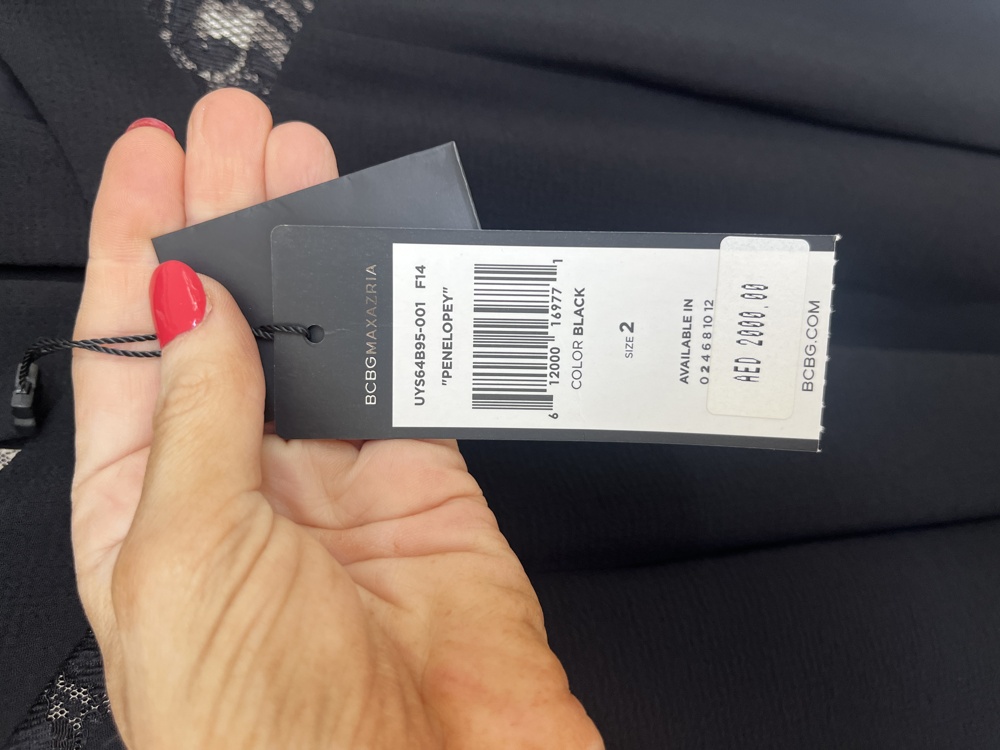 BCBGMAXAZRIA
UYS64B95-001 F14
"PENELOPEY"
6 12000 16977 1
COLOR BLACK
SIZE 2
AVAILABLE IN
0 2 4 6 8 10 12
AED 2000.00
BCBG.COM